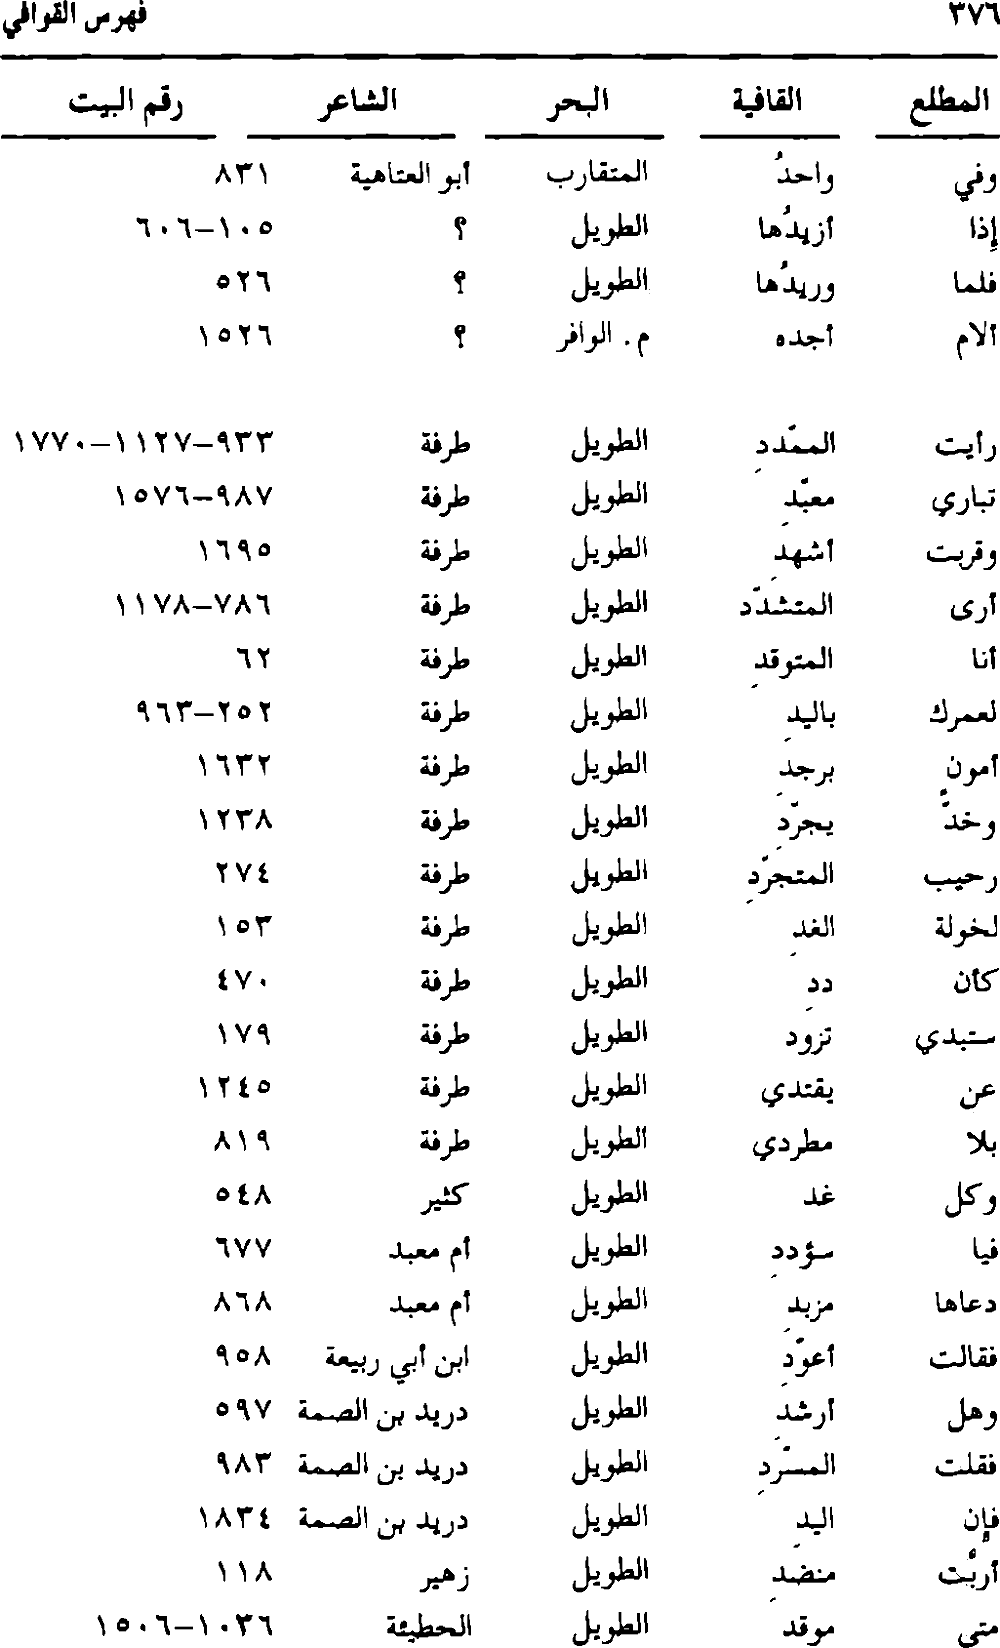 ٣٧٦ فهرس القوافي
المطلع القافية البحر الشاعر رقم البيت
وفي واحدُ المتقارب أبو العتاهية ٨٣١
إذا أزيدُها الطويل ؟ ١٠٥–٦٠٦
فلما وريدُها الطويل ؟ ٥٢٦
ألام أجده م. الوافر ؟ ١٥٢٦
رأيت الممّددِ الطويل طرفة ٩٣٣–١١٢٧–١٧٧٠
تباري معبّدِ الطويل طرفة ٩٨٧–١٥٧٦
وقربت أشهدِ الطويل طرفة ١٦٩٥
أرى المتشدّد الطويل طرفة ٧٨٦–١١٧٨
أنا المتوقدِ الطويل طرفة ٦٢
لعمرك باليدِ الطويل طرفة ٢٥٢–٩٦٣
أمون برجدِ الطويل طرفة ١٦٣٢
وخدٍّ يجرّدِ الطويل طرفة ١٢٣٨
رحيب المتجرّدِ الطويل طرفة ٢٧٤
لخولة الغدِ الطويل طرفة ١٥٣
كأن ددِ الطويل طرفة ٤٧٠
ستبدي تزود الطويل طرفة ١٧٩
عن يقتدي الطويل طرفة ١٢٤٥
بلا مطردي الطويل طرفة ٨١٩
وكل غد الطويل كثير ٥٤٨
فيا سؤددِ الطويل أم معبد ٦٧٧
دعاها مزبدِ الطويل أم معبد ٨٦٨
فقالت أعوّدِ الطويل ابن أبي ربيعة ٩٥٨
وهل أرشدِ الطويل دريد بن الصمة ٥٩٧
فقلت المسرّدِ الطويل دريد بن الصمة ٩٨٣
فإن اليدِ الطويل دريد بن الصمة ١٨٣٤
أربَّت منضدِ الطويل زهير ١١٨
متى موقد الطويل الحطيئة ١٠٣٦–١٥٠٦